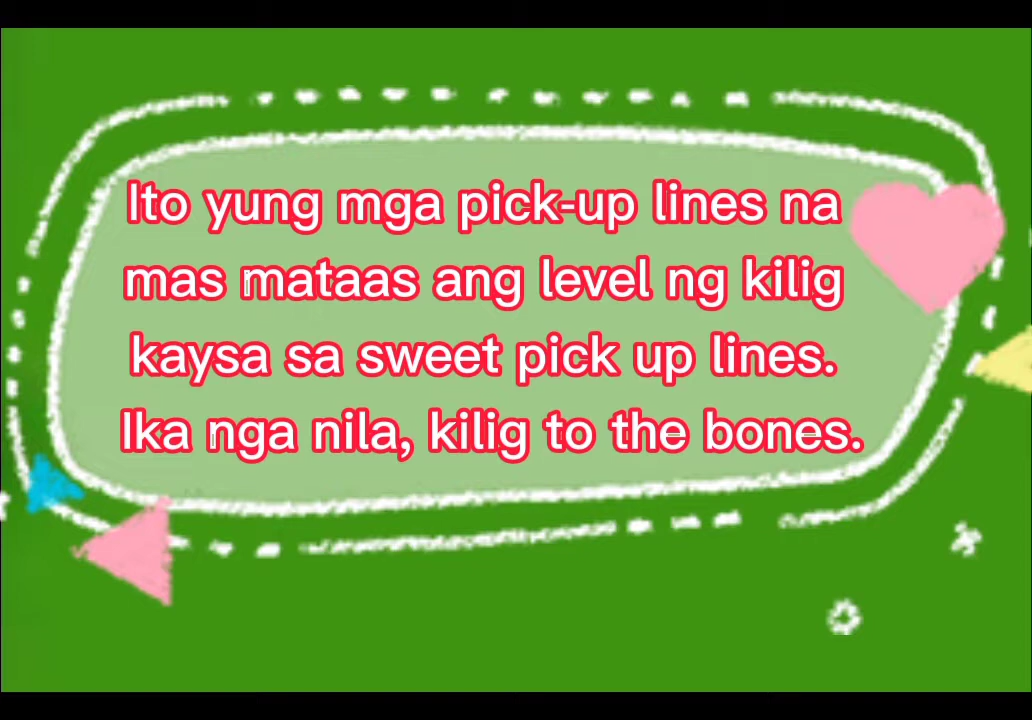 Ito yung mga pick-up lines na
mas mataas ang level ng kilig
kaysa sa sweet pick up lines.
Ika nga nila, kilig to the bones.